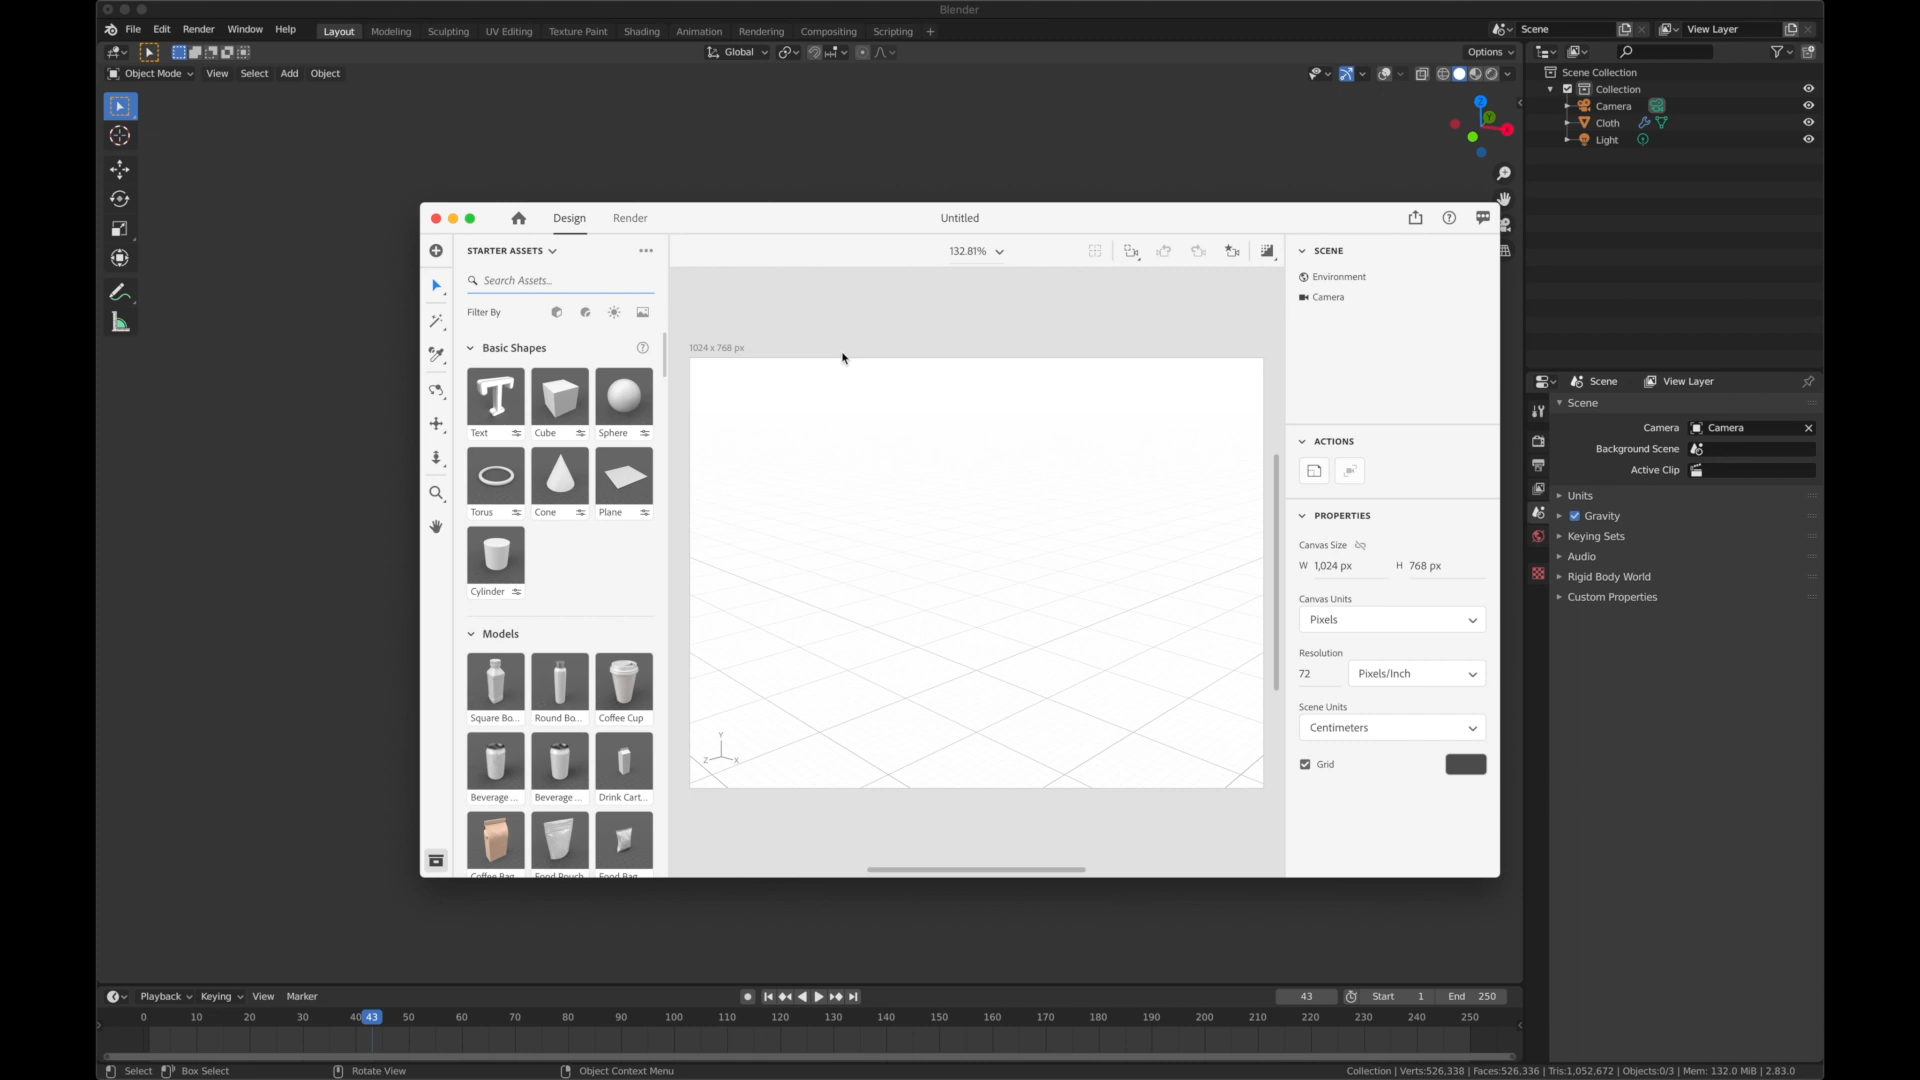 Blender
File Edit Render Window Help Layout Modeling Sculpting UV Editing Texture Paint Shading Animation Rendering Compositing Scripting + Scene View Layer
Global Options
Object Mode View Select Add Object
Scene Collection
Collection
Camera
Cloth
Light
Z
Y
X
Design Render Untitled
STARTER ASSETS 132.81% SCENE
Search Assets...
Environment
Camera
Filter By
Basic Shapes
1024 x 768 px
Text Cube Sphere
Torus Cone Plane
Cylinder
Models
Square Bo... Round Bo... Coffee Cup
Beverage ... Beverage ... Drink Cart...
Coffee Bag Food Pouch Food Bag
Y
Z X
ACTIONS
PROPERTIES
Canvas Size
W 1,024 px H 768 px
Canvas Units
Pixels
Resolution
72 Pixels/Inch
Scene Units
Centimeters
Grid
Scene View Layer
Scene
Camera Camera
Background Scene
Active Clip
Units
Gravity
Keying Sets
Audio
Rigid Body World
Custom Properties
Playback Keying View Marker 43 Start 1 End 250
0 10 20 30 40 43 50 60 70 80 90 100 110 120 130 140 150 160 170 180 190 200 210 220 230 240 250
Select Box Select Rotate View Object Context Menu Collection | Verts:526,338 | Faces:526,336 | Tris:1,052,672 | Objects:0/3 | Mem: 132.0 MiB | 2.83.0